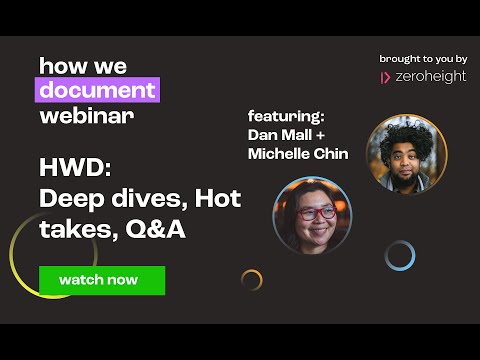 how we
document
webinar
HWD:
Deep dives, Hot
takes, Q&A
watch now
featuring:
Dan Mall +
Michelle Chin
brought to you by
zeroheight